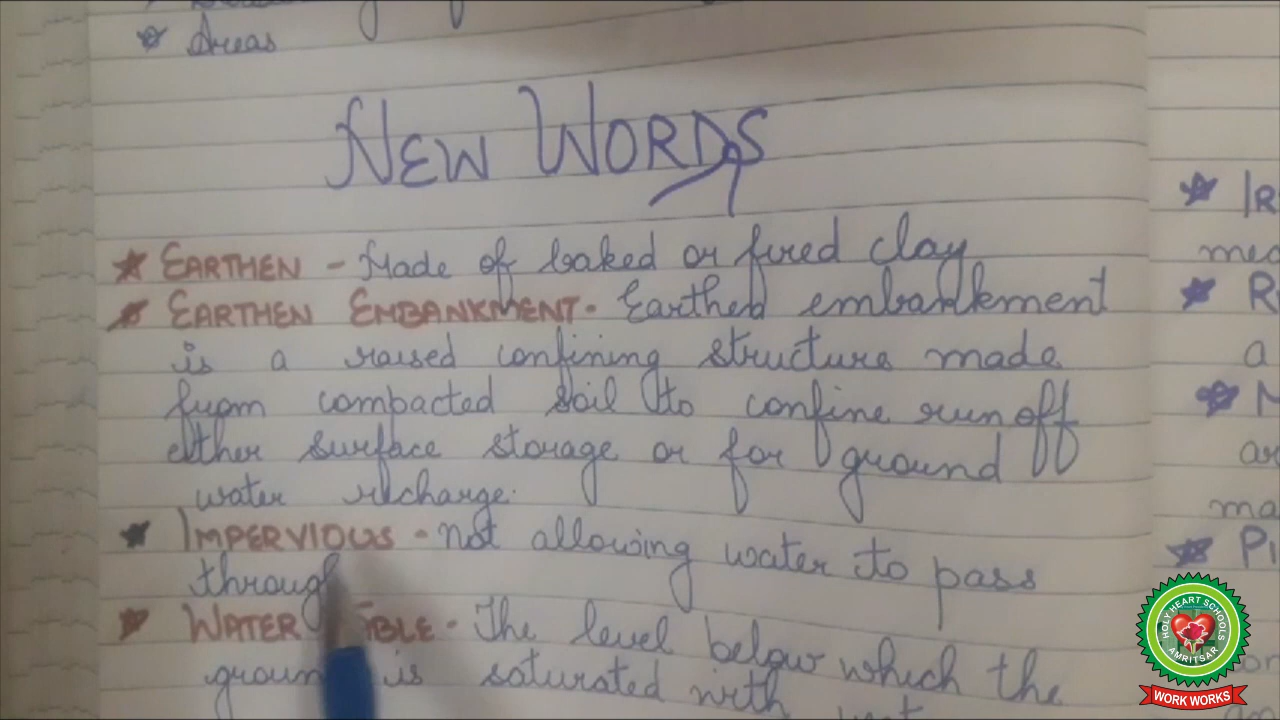 Areas
NEW WORDS
EARTHEN - Made of baked or fired clay
EARTHEN EMBANKMENT - Earthen embankment
is a raised confining structure made
from compacted soil to confine runoff
either surface storage or for ground
water recharge.
IMPERVIOUS - not allowing water to pass
through
WATER TABLE - The level below which the
ground is saturated with
HOLY HEART SCHOOLS
AMRITSAR
WORK WORKS